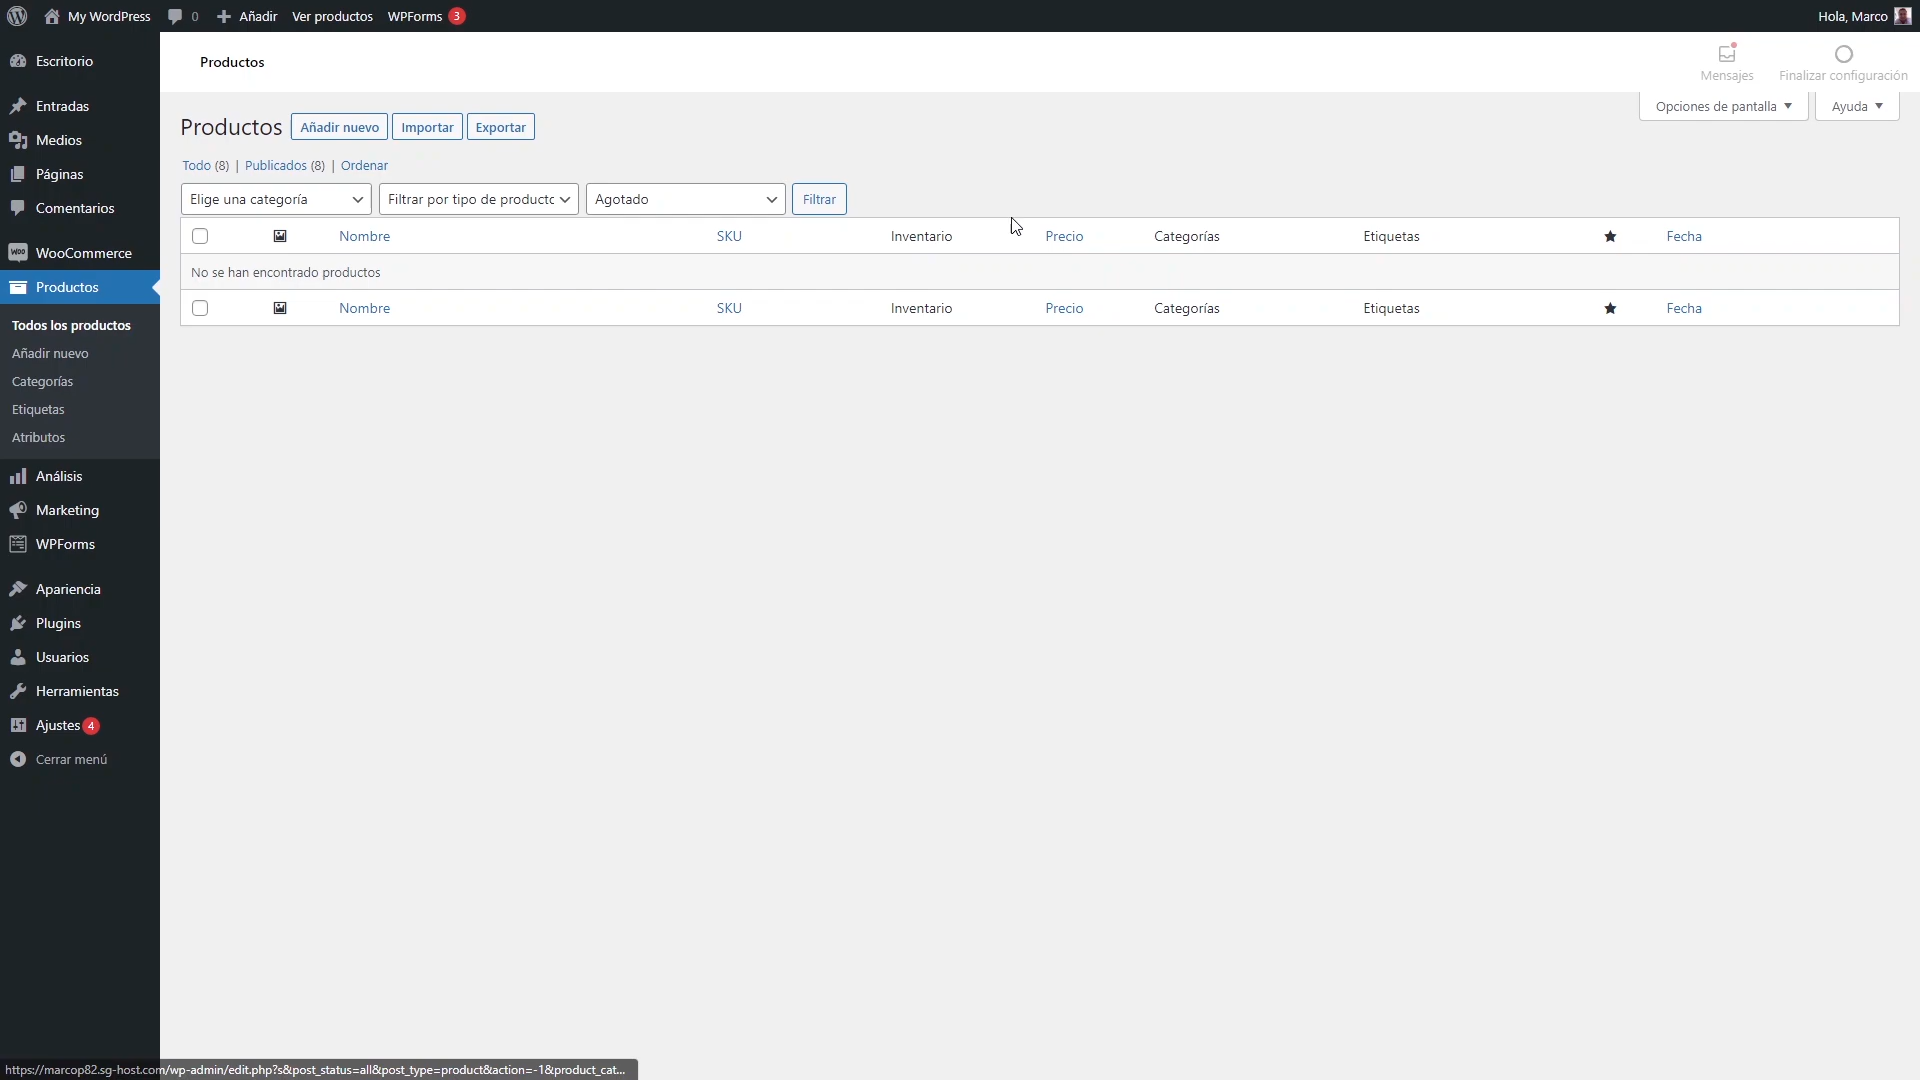 My WordPress 0 Añadir Ver productos WPForms 3 Hola, Marco
Escritorio
Entradas
Medios
Páginas
Comentarios
WooCommerce
Productos
Todos los productos
Añadir nuevo
Categorías
Etiquetas
Atributos
Análisis
Marketing
WPForms
Apariencia
Plugins
Usuarios
Herramientas
Ajustes 4
Cerrar menú
Productos
Mensajes Finalizar configuración
Opciones de pantalla Ayuda
Productos Añadir nuevo Importar Exportar
Todo (8) | Publicados (8) | Ordenar
Elige una categoría Filtrar por tipo de producto Agotado Filtrar
Nombre SKU Inventario Precio Categorías Etiquetas Fecha
No se han encontrado productos
Nombre SKU Inventario Precio Categorías Etiquetas Fecha
https://marcop82.sg-host.com/wp-admin/edit.php?s&post_status=all&post_type=product&action=-1&product_cat...